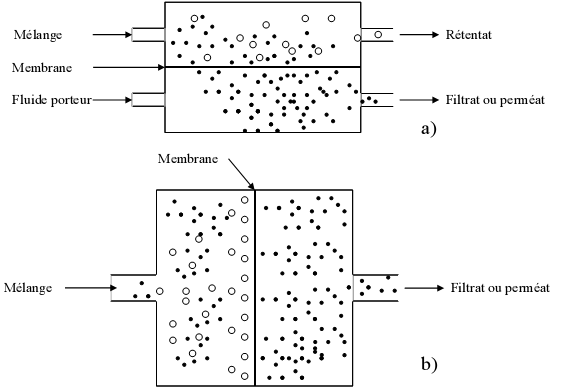 Mélange
Rétentat
Membrane
Fluide porteur
Filtrat ou perméat
a)
Membrane
Mélange
Filtrat ou perméat
b)